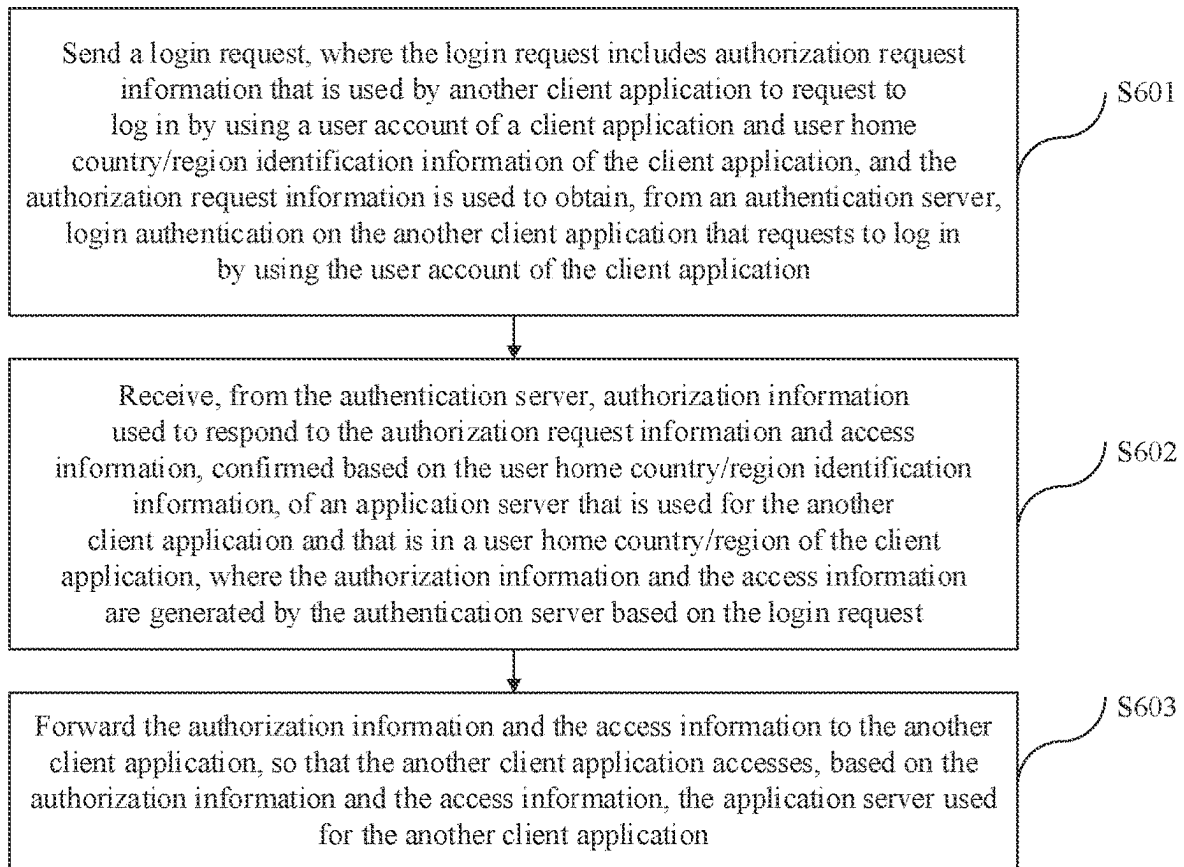 Send a login request, where the login request includes authorization request
information that is used by another client application to request to
log in by using a user account of a client application and user home
country/region identification information of the client application, and the
authorization request information is used to obtain, from an authentication server,
login authentication on the another client application that requests to log in
by using the user account of the client application
S601
Receive, from the authentication server, authorization information
used to respond to the authorization request information and access
information, confirmed based on the user home country/region identification
information, of an application server that is used for the another
client application and that is in a user home country/region of the client
application, where the authorization information and the access information
are generated by the authentication server based on the login request
S602
Forward the authorization information and the access information to the another
client application, so that the another client application accesses, based on the
authorization information and the access information, the application server used
for the another client application
S603